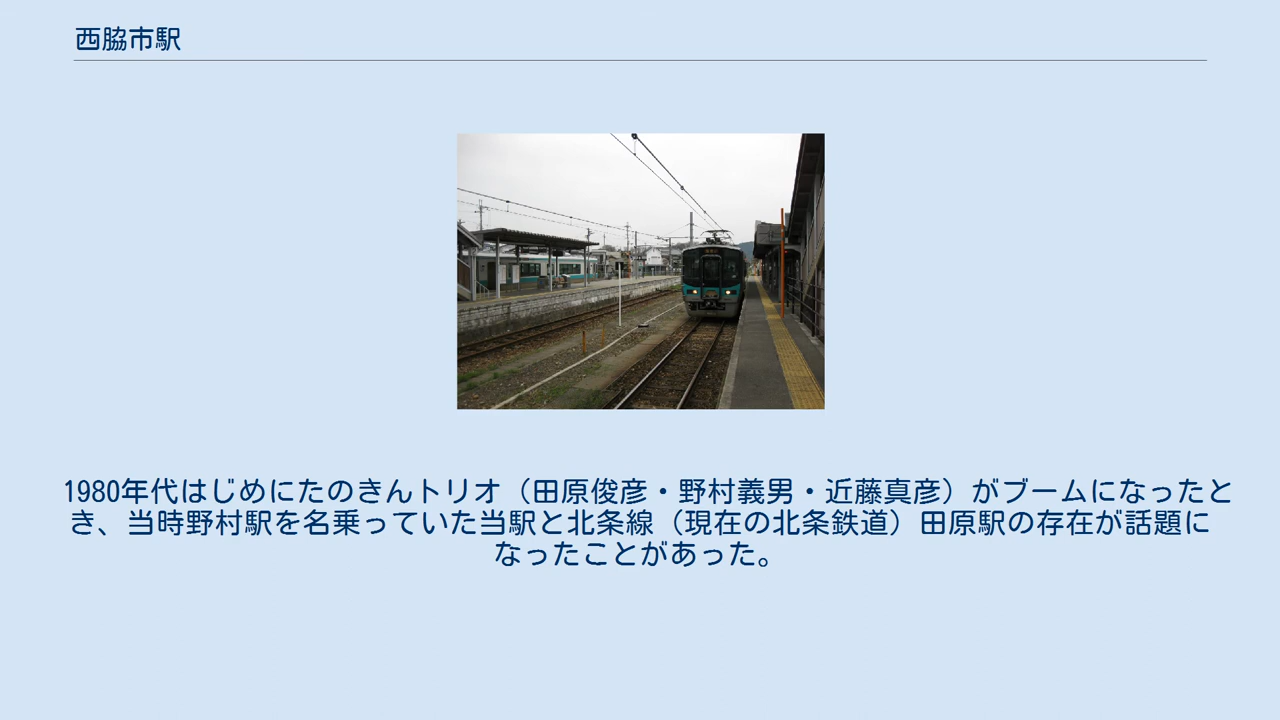 西脇市駅
1980年代はじめにたのきんトリオ（田原俊彦・野村義男・近藤真彦）がブームになったと
き、当時野村駅を名乗っていた当駅と北条線（現在の北条鉄道）田原駅の存在が話題に
なったことがあった。